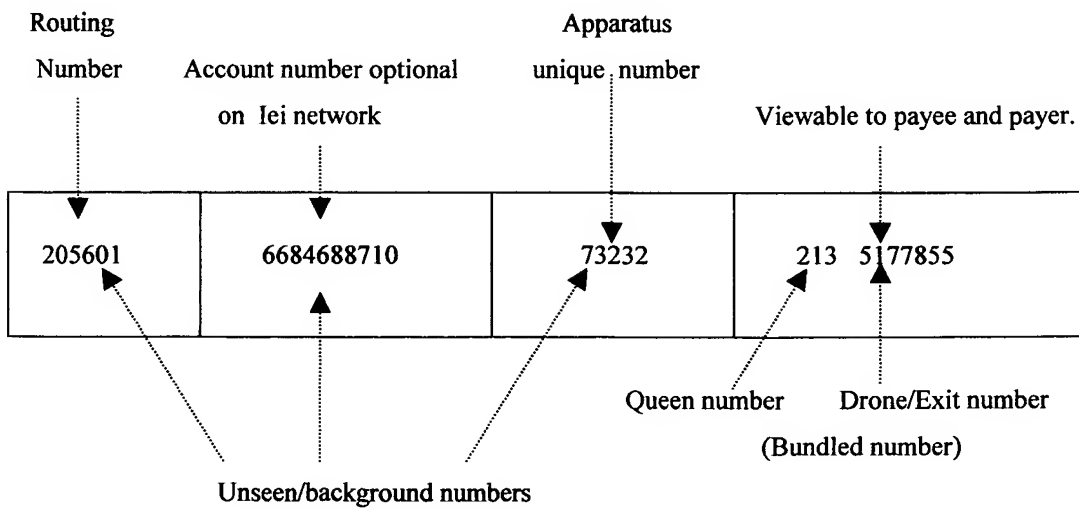 Routing
Number
Account number optional
on Iei network
Apparatus
unique number
Viewable to payee and payer.
205601
6684688710
73232
213 5177855
Queen number
Drone/Exit number
(Bundled number)
Unseen/background numbers